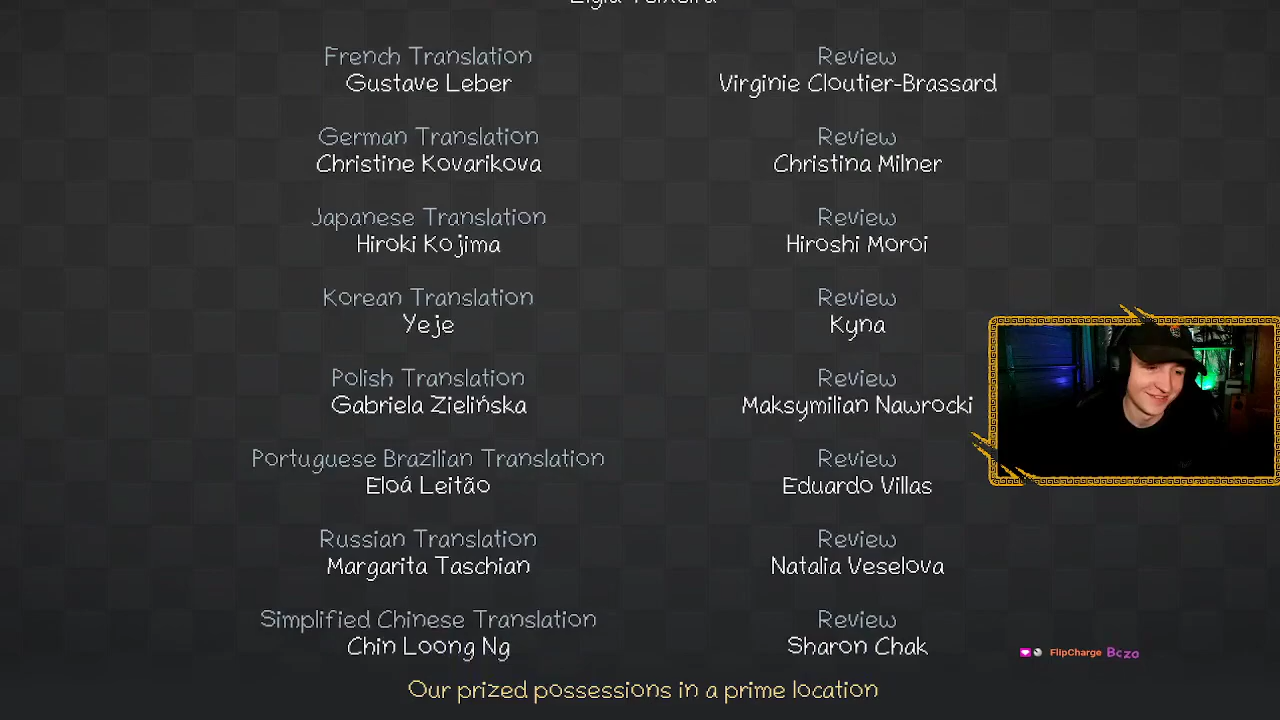 French Translation
Gustave Leber
Review
Virginie Cloutier-Brassard
German Translation
Christine Kovarikova
Review
Christina Milner
Japanese Translation
Hiroki Kojima
Review
Hiroshi Moroi
Korean Translation
Yeje
Review
Kyna
Polish Translation
Gabriela Zielińska
Review
Maksymilian Nawrocki
Portuguese Brazilian Translation
Eloá Leitão
Review
Eduardo Villas
Russian Translation
Margarita Taschian
Review
Natalia Veselova
Simplified Chinese Translation
Chin Loong Ng
Review
Sharon Chak
FlipCharge Bczo
Our prized possessions in a prime location